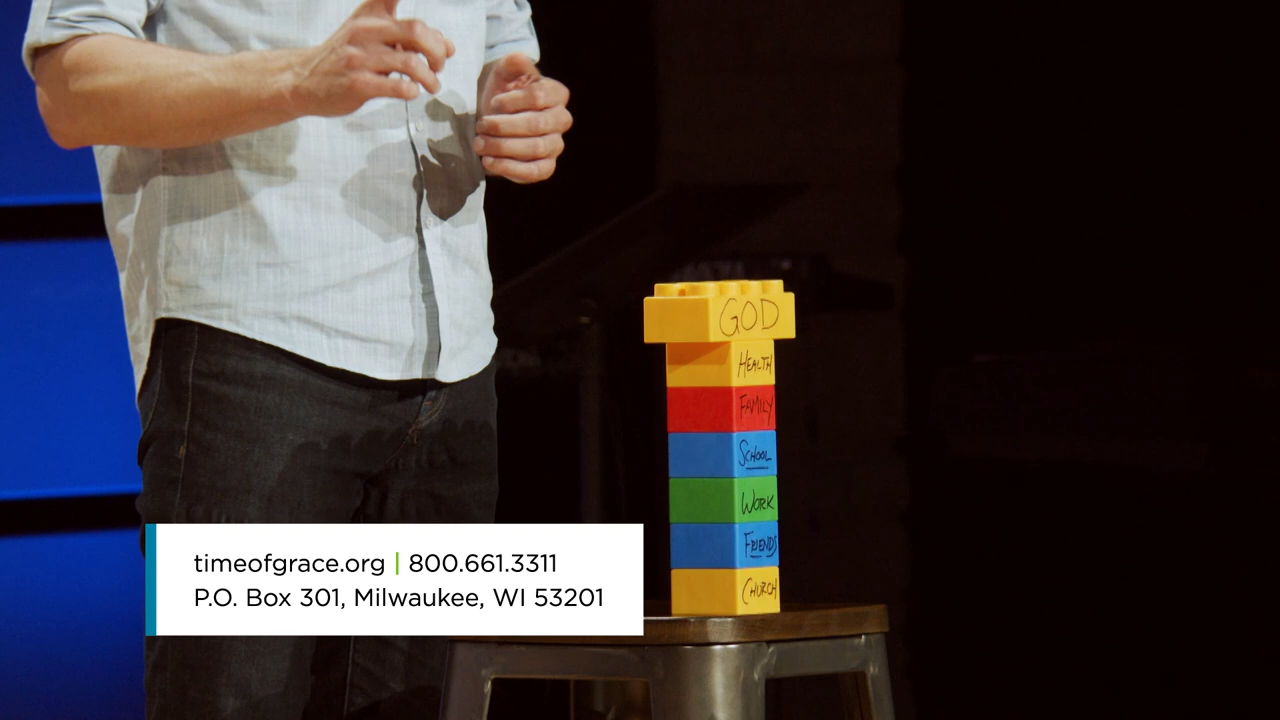 GOD
HEALTH
FAMILY
SCHOOL
WORK
FRIENDS
CHURCH
timeofgrace.org | 800.661.3311
P.O. Box 301, Milwaukee, WI 53201